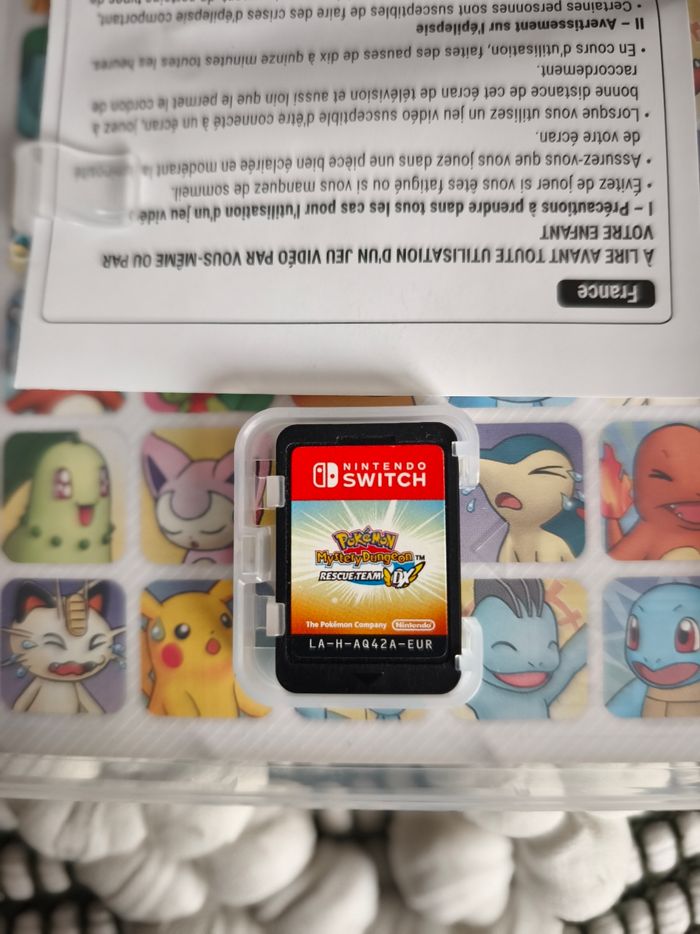 France
À LIRE AVANT TOUTE UTILISATION D'UN JEU VIDÉO PAR VOUS-MÊME OU PAR
VOTRE ENFANT
I – Précautions à prendre dans tous les cas pour l'utilisation d'un jeu vidéo
• Évitez de jouer si vous êtes fatigué ou si vous manquez de sommeil.
• Assurez-vous que vous jouez dans une pièce bien éclairée en modérant la luminosité
de votre écran.
• Lorsque vous utilisez un jeu vidéo susceptible d'être connecté à un écran, jouez à
bonne distance de cet écran de télévision et aussi loin que le permet le cordon de
raccordement.
• En cours d'utilisation, faites des pauses de dix à quinze minutes toutes les heures.
II – Avertissement sur l'épilepsie
• Certaines personnes sont susceptibles de faire des crises d'épilepsie comportant,
NINTENDO
SWITCH
POKéMON
Mystery Dungeon™
RESCUE TEAM DX
The Pokémon Company Nintendo
LA-H-AQ42A-EUR